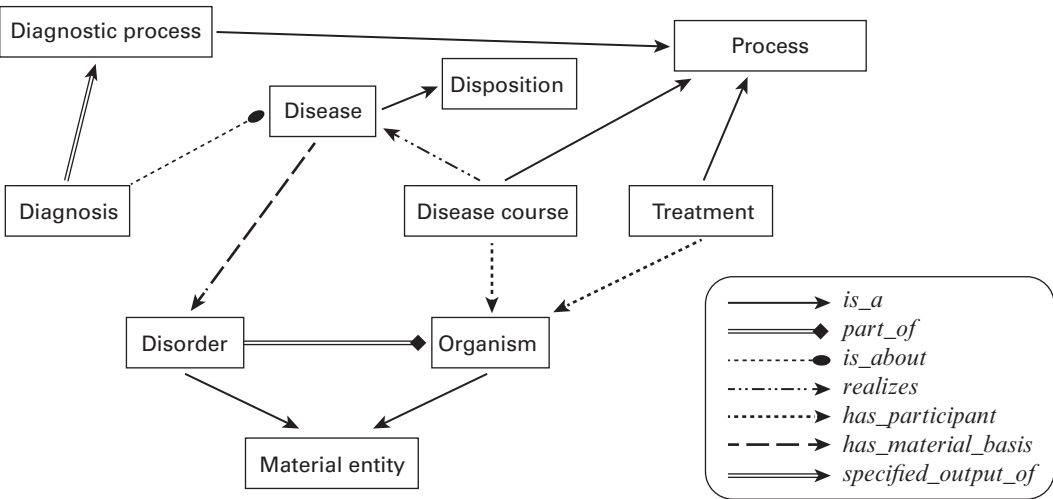 Diagnostic process
Process
Disease
Disposition
Diagnosis
Disease course
Treatment
Disorder
Organism
Material entity
is_a
part_of
is_about
realizes
has_participant
has_material_basis
specified_output_of